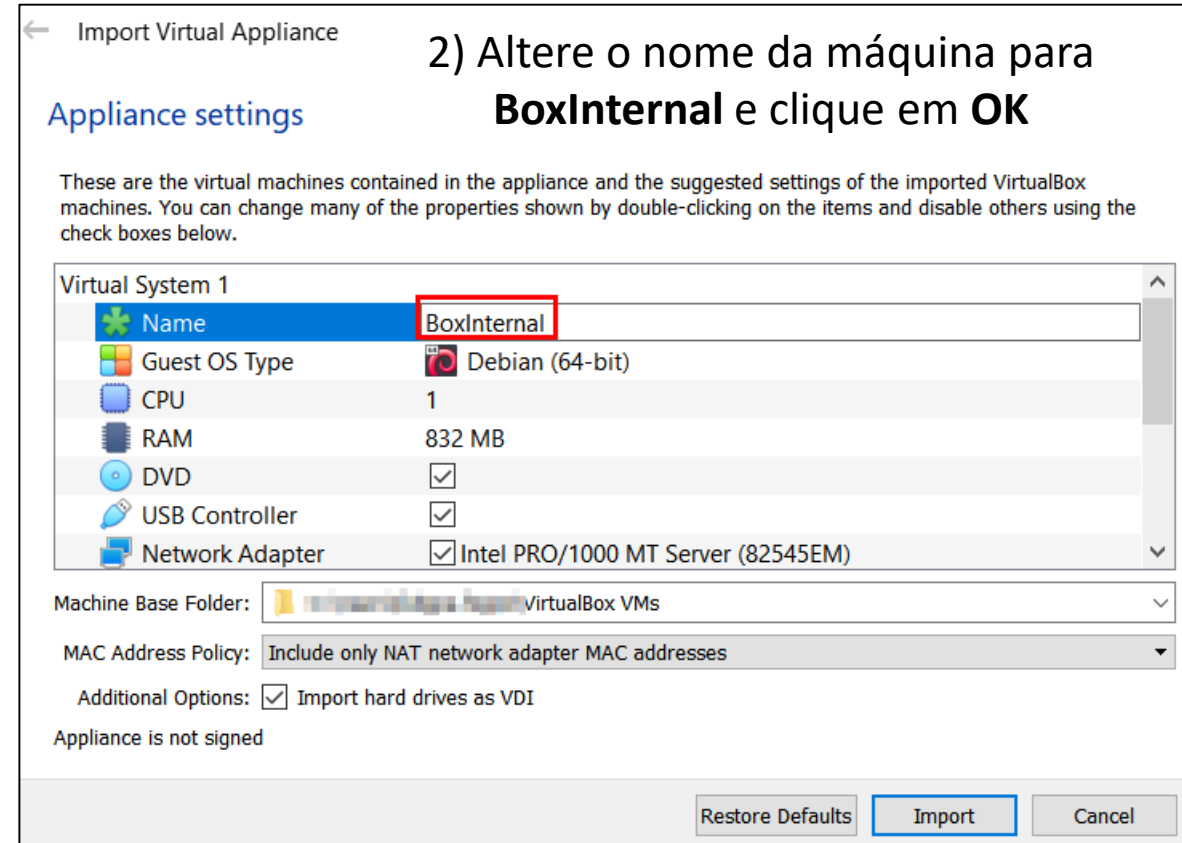 Import Virtual Appliance
2) Altere o nome da máquina para
BoxInternal e clique em OK
Appliance settings
These are the virtual machines contained in the appliance and the suggested settings of the imported VirtualBox
machines. You can change many of the properties shown by double-clicking on the items and disable others using the
check boxes below.
Virtual System 1
Name BoxInternal
Guest OS Type 64 Debian (64-bit)
CPU 1
RAM 832 MB
DVD
USB Controller
Network Adapter Intel PRO/1000 MT Server (82545EM)
Machine Base Folder: VirtualBox VMs
MAC Address Policy: Include only NAT network adapter MAC addresses
Additional Options: Import hard drives as VDI
Appliance is not signed
Restore Defaults Import Cancel